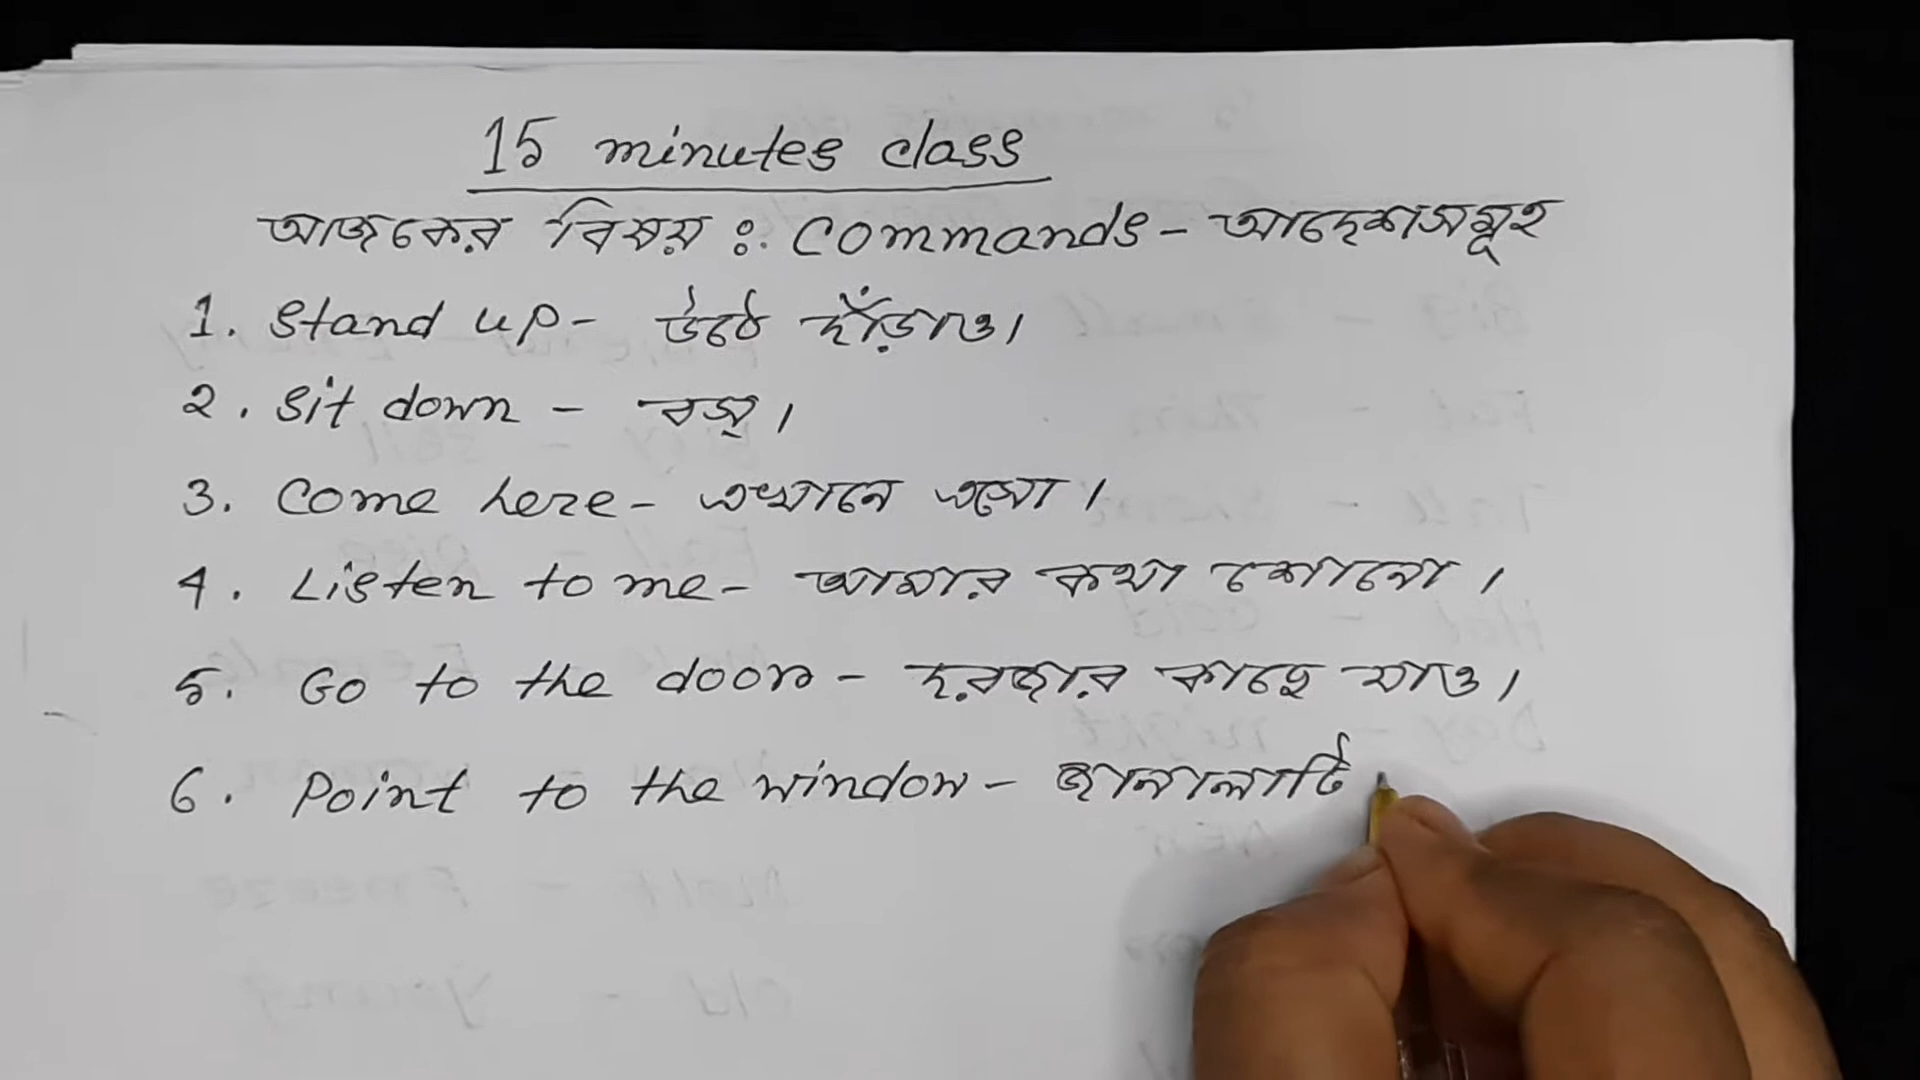 15 minutes class
আজকের বিষয় ঃ Commands - আদেশসমূহ
1. Stand up - উঠে দাঁড়াও।
2. Sit down - বস্।
3. Come here - এখানে এসো।
4. Listen to me - আমার কথা শোনো।
5. Go to the door - দরজার কাছে যাও।
6. Point to the window - জানালাটি